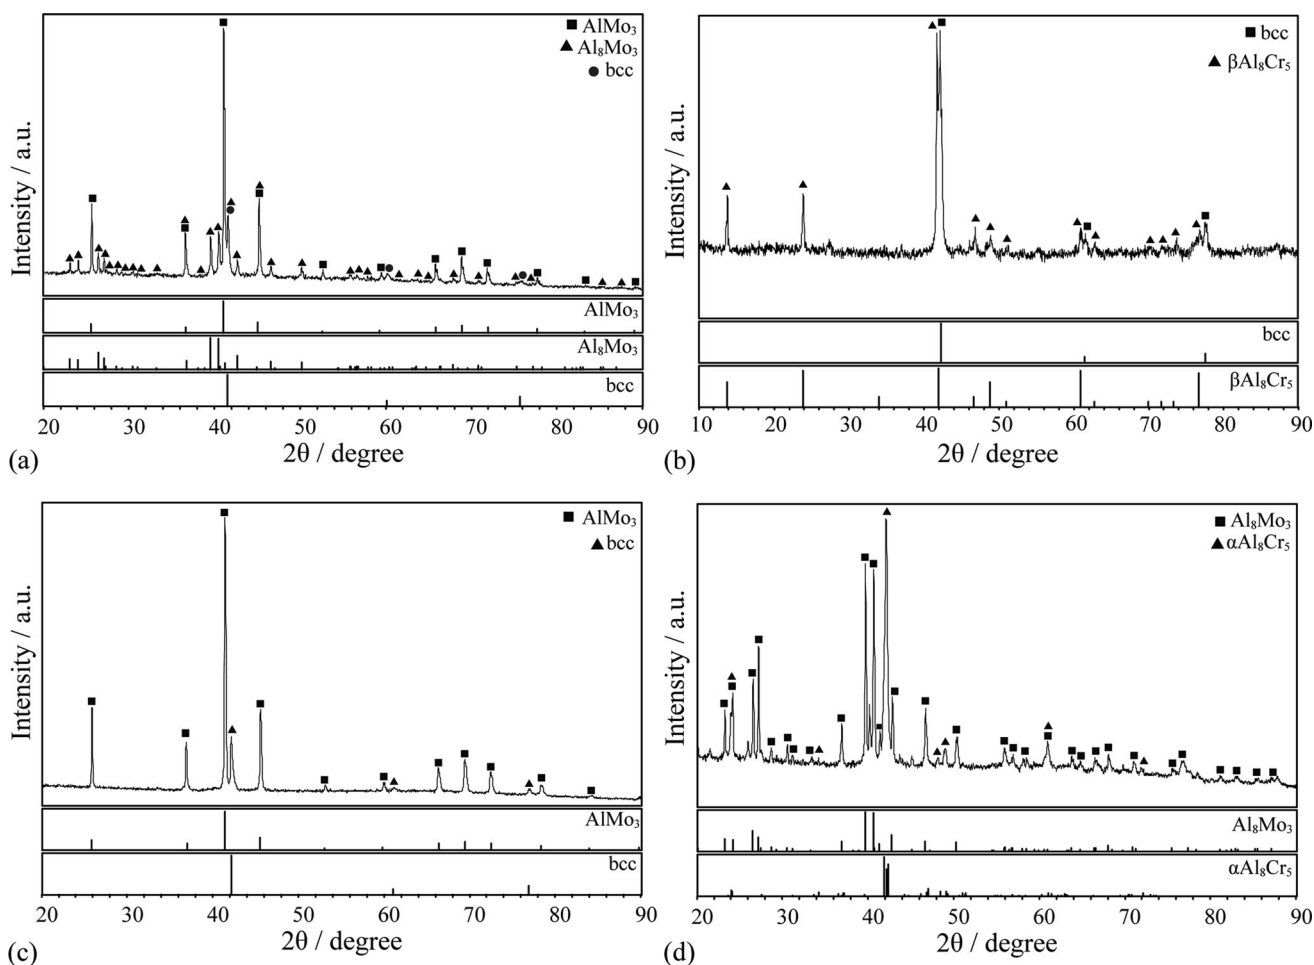 ■ AlMo₃
▲ Al₈Mo₃
● bcc
Intensity / a.u.
AlMo₃
Al₈Mo₃
bcc
20 30 40 50 60 70 80 90
2θ / degree
(a)
■ bcc
▲ βAl₈Cr₅
Intensity / a.u.
bcc
βAl₈Cr₅
10 20 30 40 50 60 70 80 90
2θ / degree
(b)
■ AlMo₃
▲ bcc
Intensity / a.u.
AlMo₃
bcc
20 30 40 50 60 70 80 90
2θ / degree
(c)
■ Al₈Mo₃
▲ αAl₈Cr₅
Intensity / a.u.
Al₈Mo₃
αAl₈Cr₅
20 30 40 50 60 70 80 90
2θ / degree
(d)